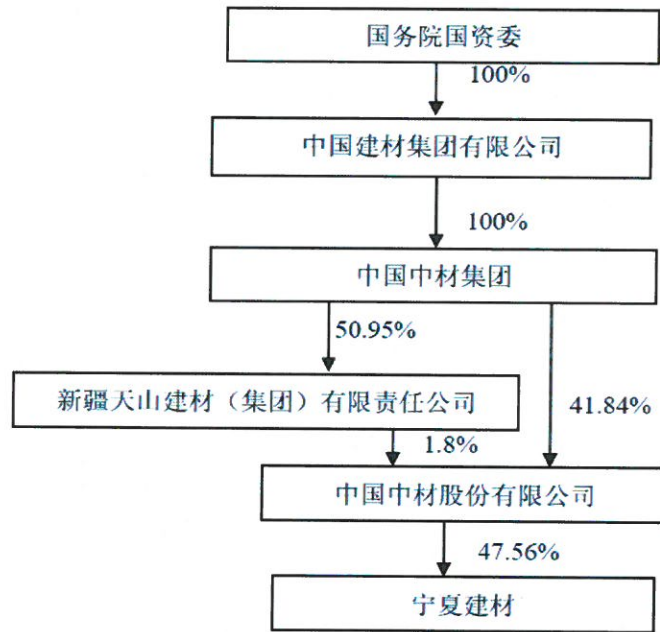 国务院国资委
100%
中国建材集团有限公司
100%
中国中材集团
50.95%
新疆天山建材（集团）有限责任公司
41.84%
1.8%
中国中材股份有限公司
47.56%
宁夏建材